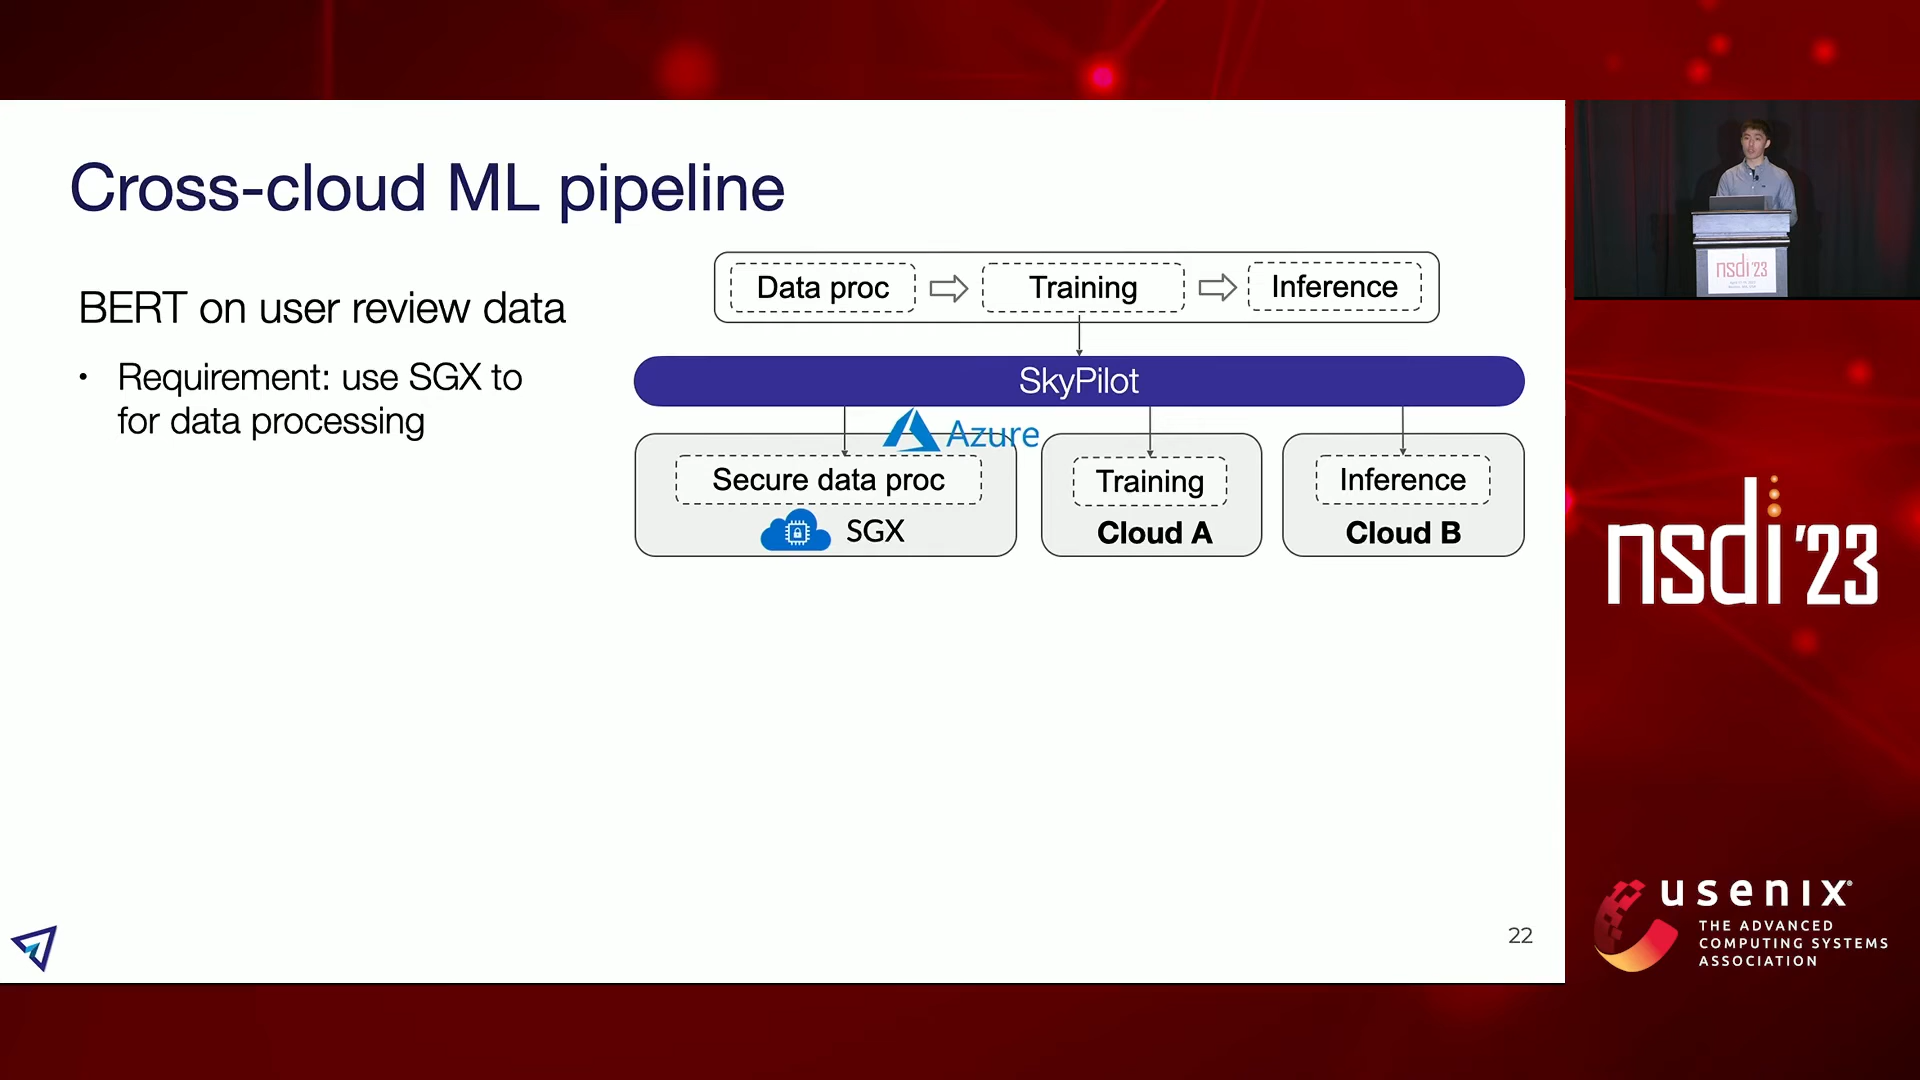 Cross-cloud ML pipeline
BERT on user review data
• Requirement: use SGX to
for data processing
Data proc
Training
Inference
SkyPilot
Azure
Secure data proc
SGX
Training
Cloud A
Inference
Cloud B
22
nsdi'23
nsdi'23
usenix®
THE ADVANCED
COMPUTING SYSTEMS
ASSOCIATION